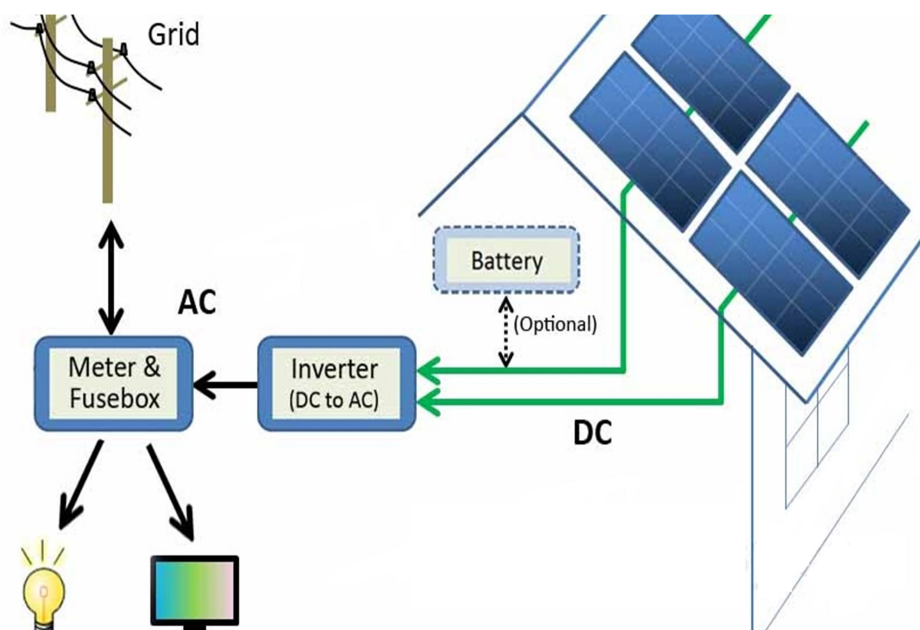 Grid
Battery
(Optional)
AC
Meter &
Fusebox
Inverter
(DC to AC)
DC